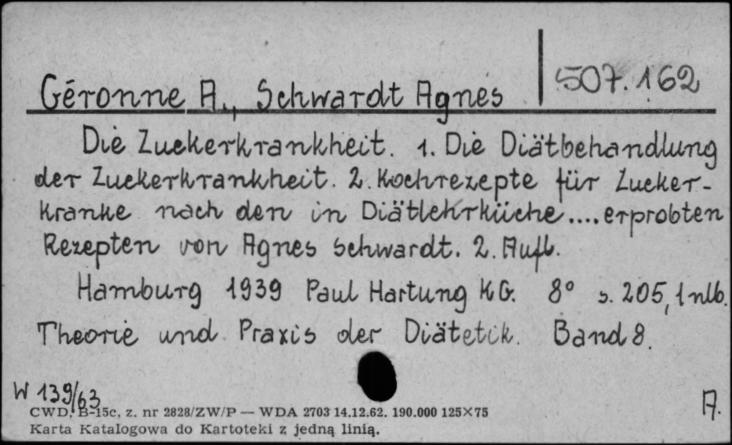 507.162
Géronne A., Schwardt Agnes
Die Zuckerkrankheit. 1. Die Diätbehandlung
der Zuckerkrankheit. 2. Kochrezepte für Zucker-
kranke nach den in Diätlehrküche .... erprobten
Rezepten von Agnes Schwardt. 2. Aufl.
Hamburg 1939 Paul Hartung KG. 8° s. 205, 1 nlb.
Theorie und Praxis der Diätetik. Band 8.
W 139/63
A.
CWD, B-15c, z. nr 2828/ZW/P — WDA 2703 14.12.62. 190.000 125×75
Karta Katalogowa do Kartoteki z jedną linią.